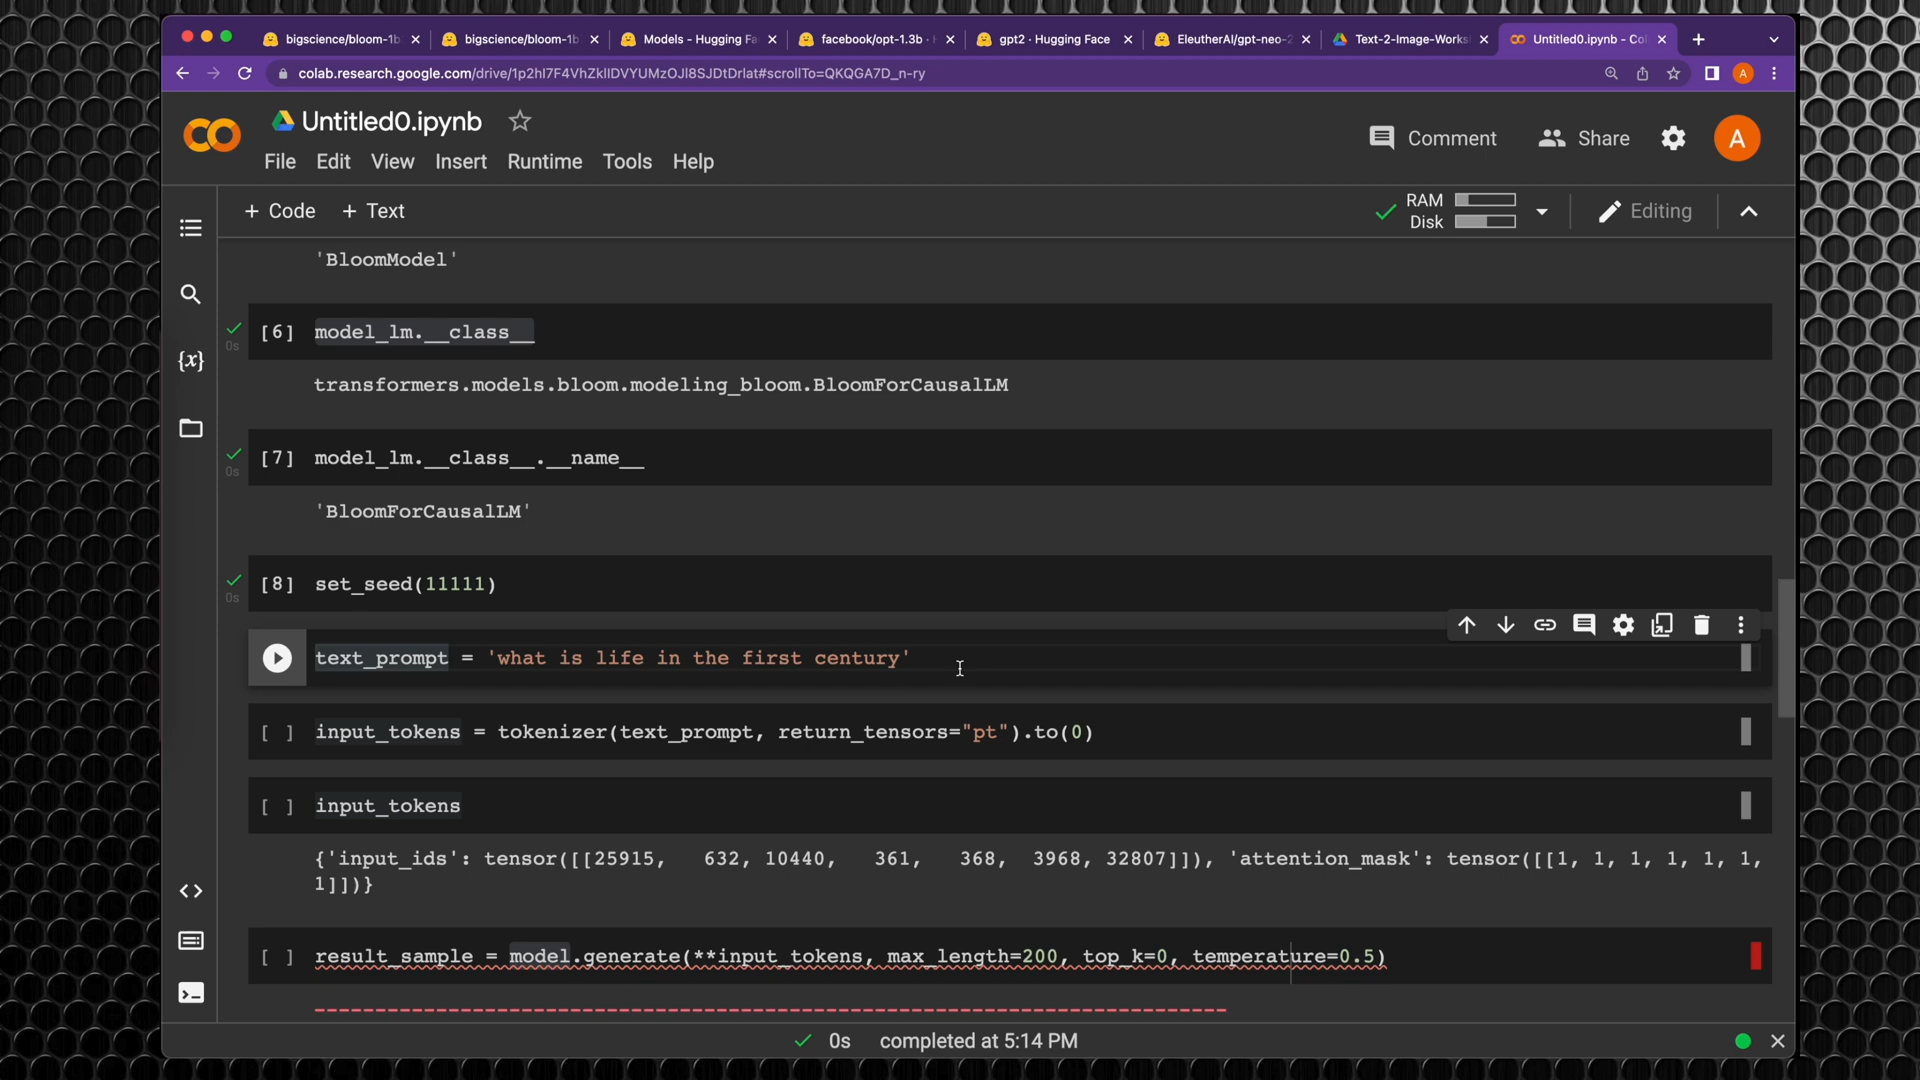 bigscience/bloom-1b
bigscience/bloom-1b
Models - Hugging Fa
facebook/opt-1.3b ·
gpt2 · Hugging Face
EleutherAI/gpt-neo-2
Text-2-Image-Works
Untitled0.ipynb - Co
colab.research.google.com/drive/1p2hI7F4VhZklIDVYUMzOJl8SJDtDrlat#scrollTo=QKQGA7D_n-ry
A
Untitled0.ipynb
Comment
Share
A
File Edit View Insert Runtime Tools Help
+ Code + Text
RAM
Disk
Editing
'BloomModel'
0s
[6] model_lm.__class__
transformers.models.bloom.modeling_bloom.BloomForCausalLM
0s
[7] model_lm.__class__.__name__
'BloomForCausalLM'
0s
[8] set_seed(11111)
text_prompt = 'what is life in the first century'
[ ] input_tokens = tokenizer(text_prompt, return_tensors="pt").to(0)
[ ] input_tokens
{'input_ids': tensor([[25915, 632, 10440, 361, 368, 3968, 32807]]), 'attention_mask': tensor([[1, 1, 1, 1, 1, 1,
1]])}
[ ] result_sample = model.generate(**input_tokens, max_length=200, top_k=0, temperature=0.5)
---------------------------------------------------------------------------
0s completed at 5:14 PM